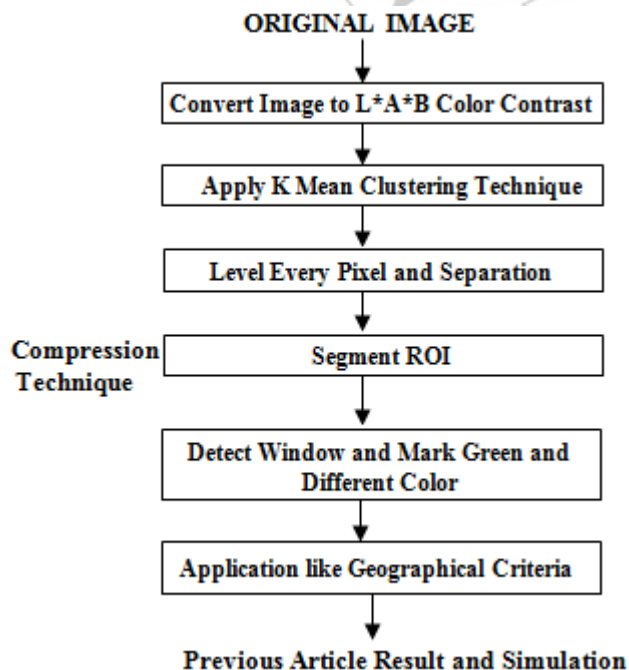 ORIGINAL IMAGE
Convert Image to L*A*B Color Contrast
Apply K Mean Clustering Technique
Level Every Pixel and Separation
Compression
Technique
Segment ROI
Detect Window and Mark Green and
Different Color
Application like Geographical Criteria
Previous Article Result and Simulation